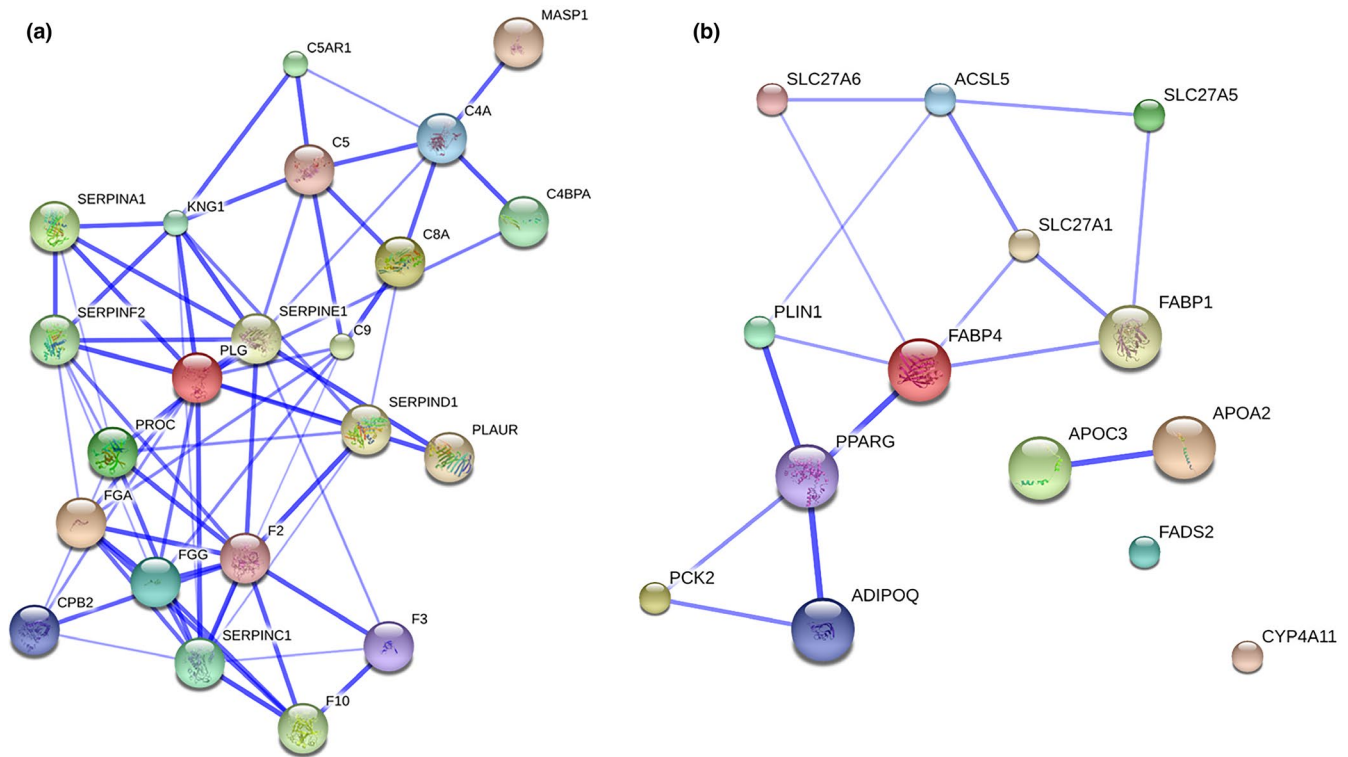 (a)
MASP1
C5AR1
C4A
C5
C4BPA
SERPINA1
KNG1
C8A
SERPINF2
SERPINE1
C9
PLG
SERPIND1
PLAUR
PROC
FGA
F2
FGG
CPB2
SERPINC1
F3
F10
(b)
SLC27A6
ACSL5
SLC27A5
SLC27A1
FABP1
PLIN1
FABP4
APOA2
APOC3
PPARG
FADS2
PCK2
ADIPOQ
CYP4A11